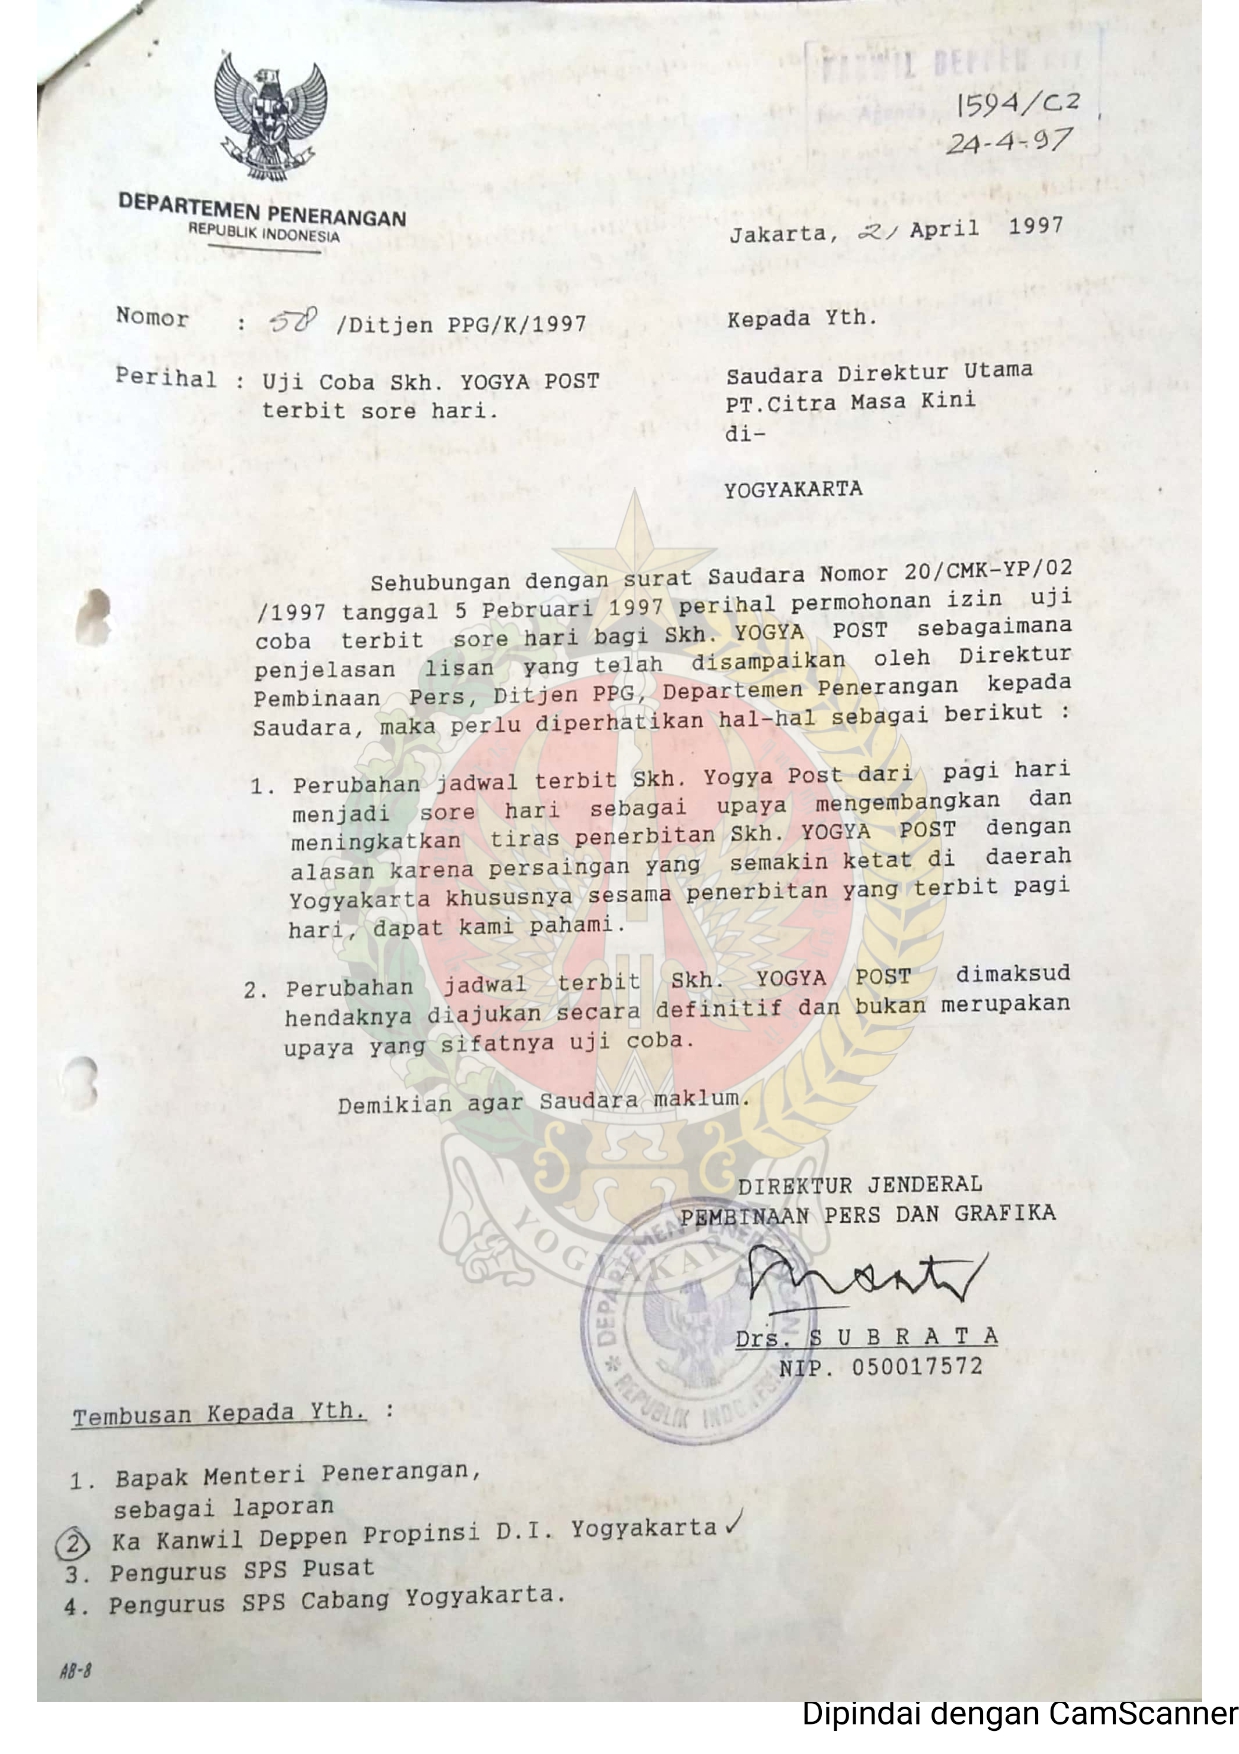 KANWIL DEPPEN DIY
Agenda
1594/C2
24-4-97
DEPARTEMEN PENERANGAN
REPUBLIK INDONESIA
Jakarta, 21 April 1997
Nomor : 58 /Ditjen PPG/K/1997
Perihal : Uji Coba Skh. YOGYA POST
terbit sore hari.
Kepada Yth.
Saudara Direktur Utama
PT.Citra Masa Kini
di-
YOGYAKARTA
Sehubungan dengan surat Saudara Nomor 20/CMK-YP/02
/1997 tanggal 5 Pebruari 1997 perihal permohonan izin uji
coba terbit sore hari bagi Skh. YOGYA POST sebagaimana
penjelasan lisan yang telah disampaikan oleh Direktur
Pembinaan Pers, Ditjen PPG, Departemen Penerangan kepada
Saudara, maka perlu diperhatikan hal-hal sebagai berikut :
1. Perubahan jadwal terbit Skh. Yogya Post dari pagi hari
menjadi sore hari sebagai upaya mengembangkan dan
meningkatkan tiras penerbitan Skh. YOGYA POST dengan
alasan karena persaingan yang semakin ketat di daerah
Yogyakarta khususnya sesama penerbitan yang terbit pagi
hari, dapat kami pahami.
2. Perubahan jadwal terbit Skh. YOGYA POST dimaksud
hendaknya diajukan secara definitif dan bukan merupakan
upaya yang sifatnya uji coba.
Demikian agar Saudara maklum.
DIREKTUR JENDERAL
PEMBINAAN PERS DAN GRAFIKA
YOGYAKARTA
DEPARTEMEN PENERANGAN
REPUBLIK INDONESIA
Drs. S U B R A T A
NIP. 050017572
Tembusan Kepada Yth. :
1. Bapak Menteri Penerangan,
sebagai laporan
2 Ka Kanwil Deppen Propinsi D.I. Yogyakarta ✓
3. Pengurus SPS Pusat
4. Pengurus SPS Cabang Yogyakarta.
AB-8
Dipindai dengan CamScanner